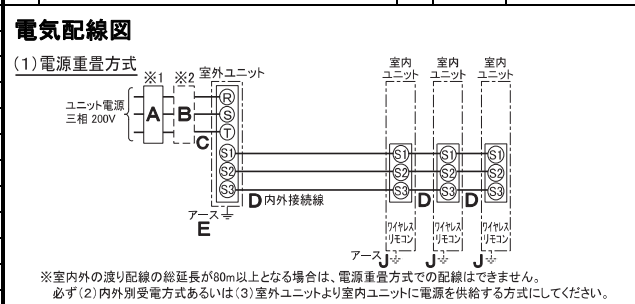 電気配線図
(1)電源重畳方式
※1 ※2 室外ユニット
室内 室内 室内
ユニット ユニット ユニット
ユニット電源
三相 200V
A B C
R
S
T
S1 S1 S1 S1
S2 S2 S2 S2
S3 S3 D S3 D S3
D 内外接続線
アース
E
ワイヤレス ワイヤレス ワイヤレス
リモコン リモコン リモコン
アース J J J
※室内外の渡り配線の総延長が80m以上となる場合は、電源重畳方式での配線はできません。
必ず(2)内外別受電方式あるいは(3)室外ユニットより室内ユニットに電源を供給する方式にしてください。